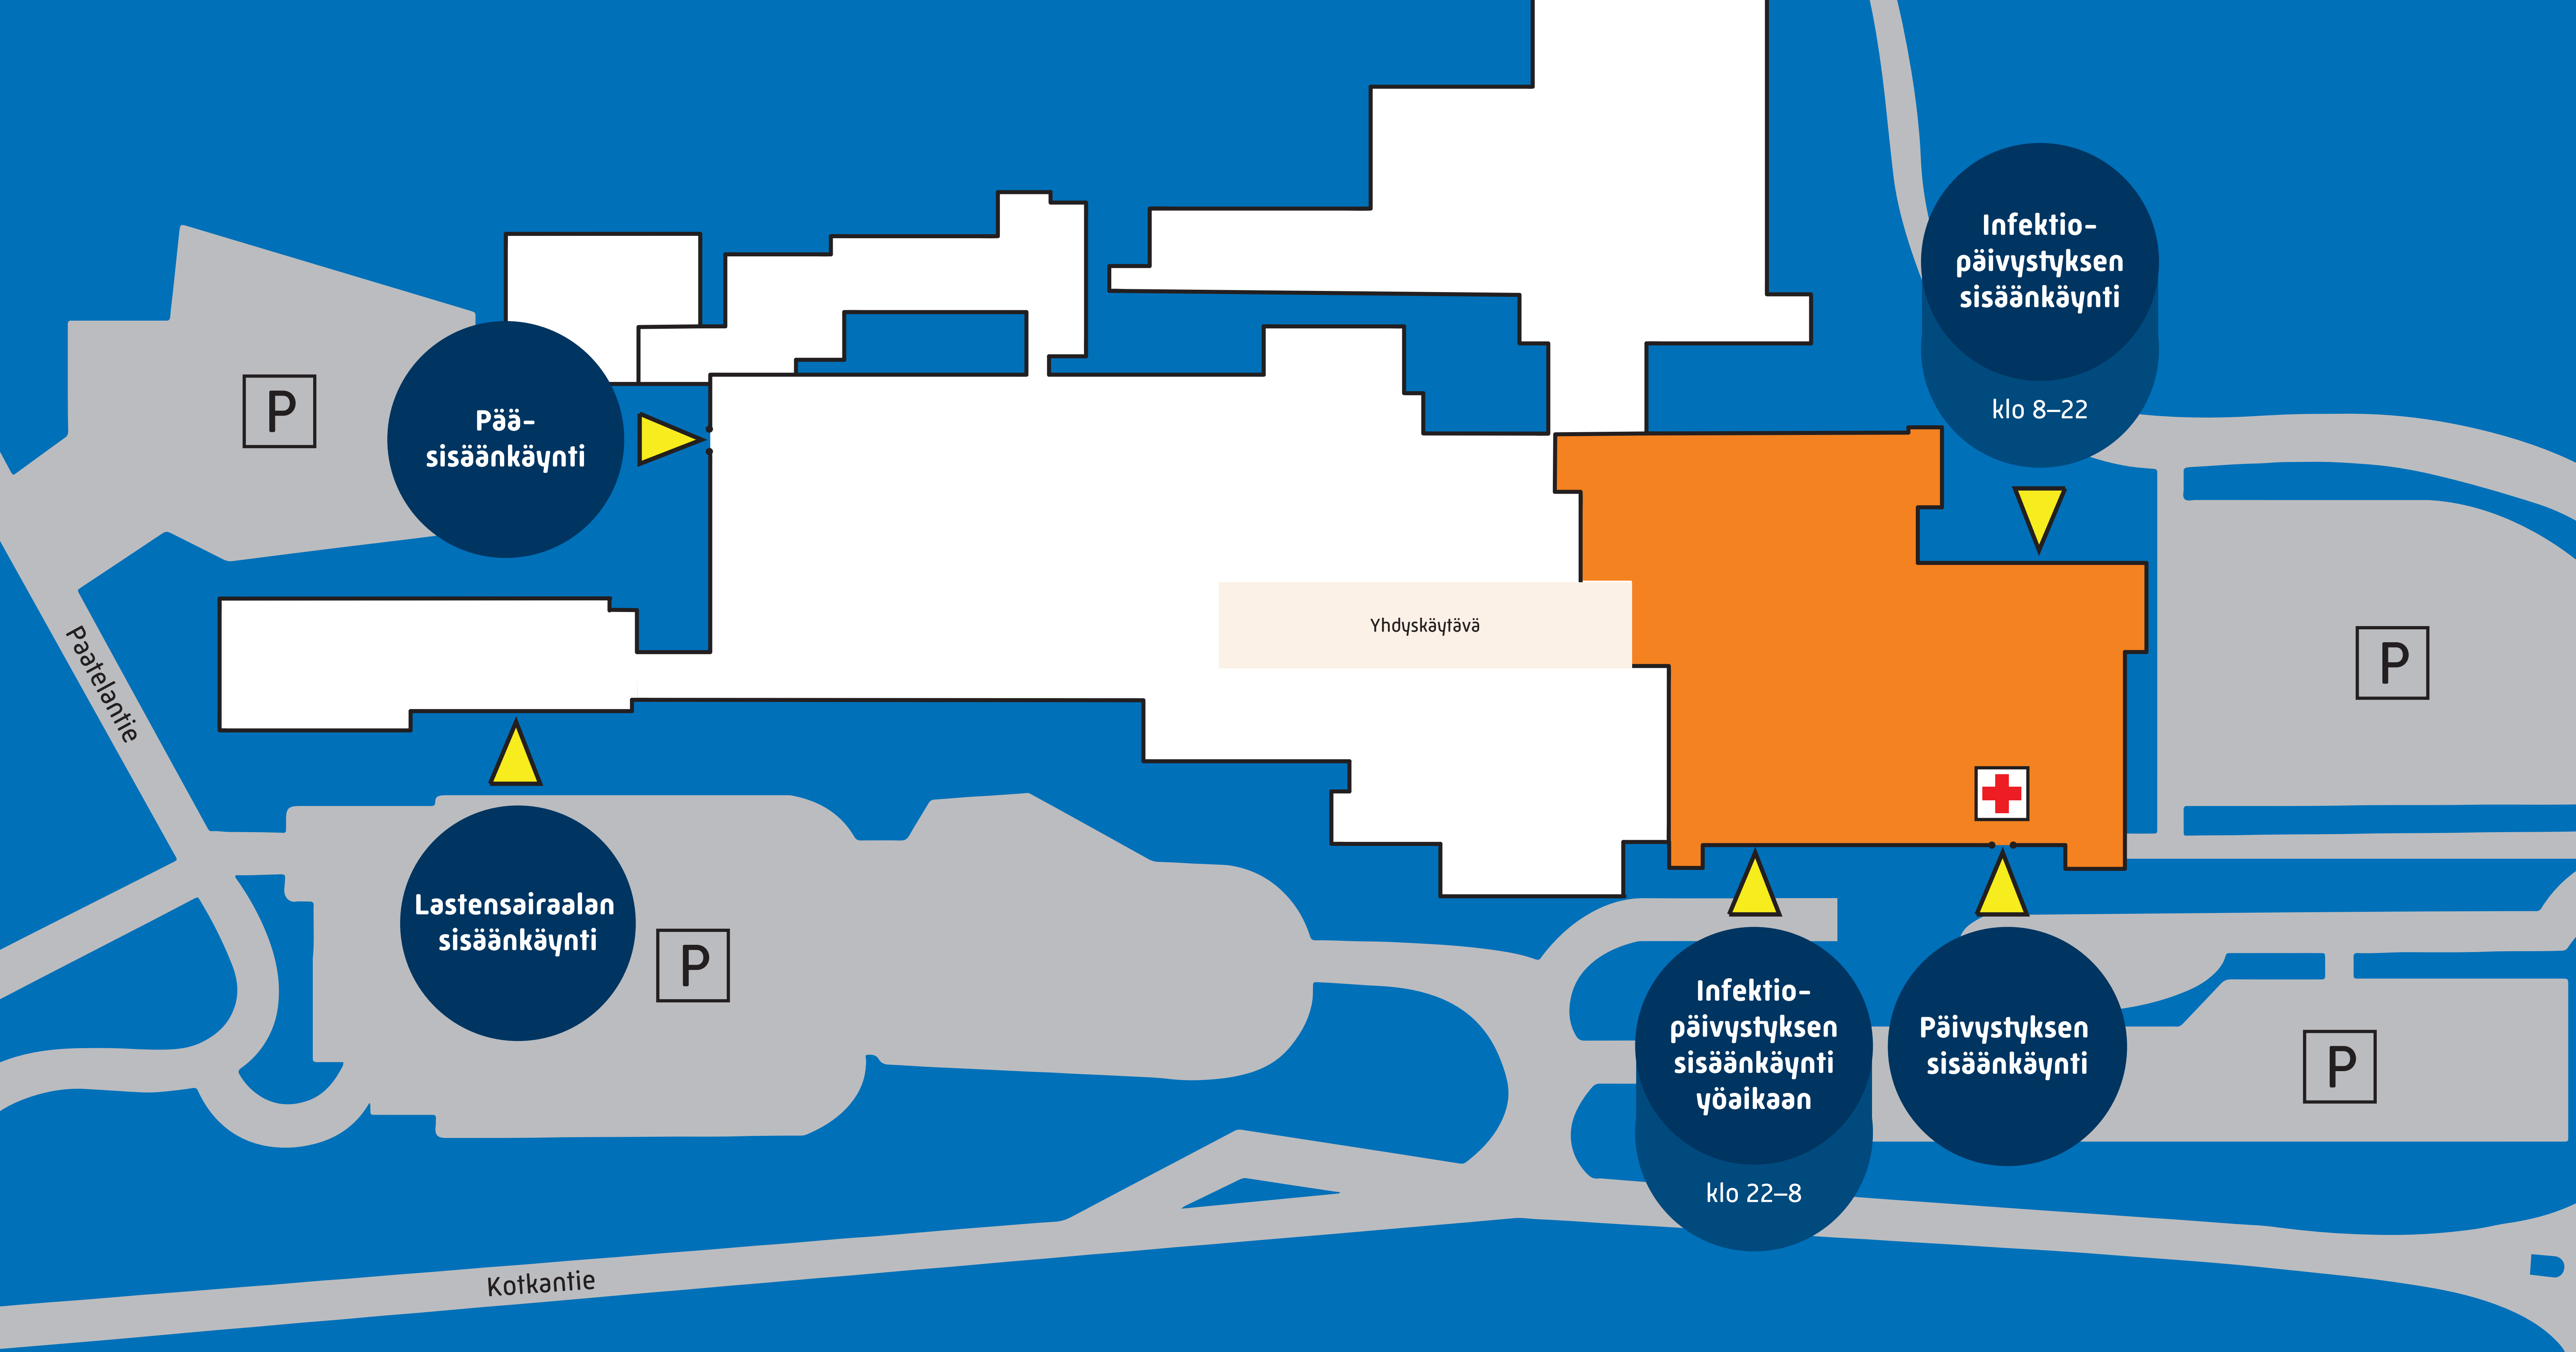 Infektio-
päivystyksen
sisäänkäynti
klo 8–22
P
Pää-
sisäänkäynti
Yhdyskäytävä
P
Paatelantie
Lastensairaalan
sisäänkäynti
P
Infektio-
päivystyksen
sisäänkäynti
yöaikaan
klo 22–8
Päivystyksen
sisäänkäynti
P
Kotkantie